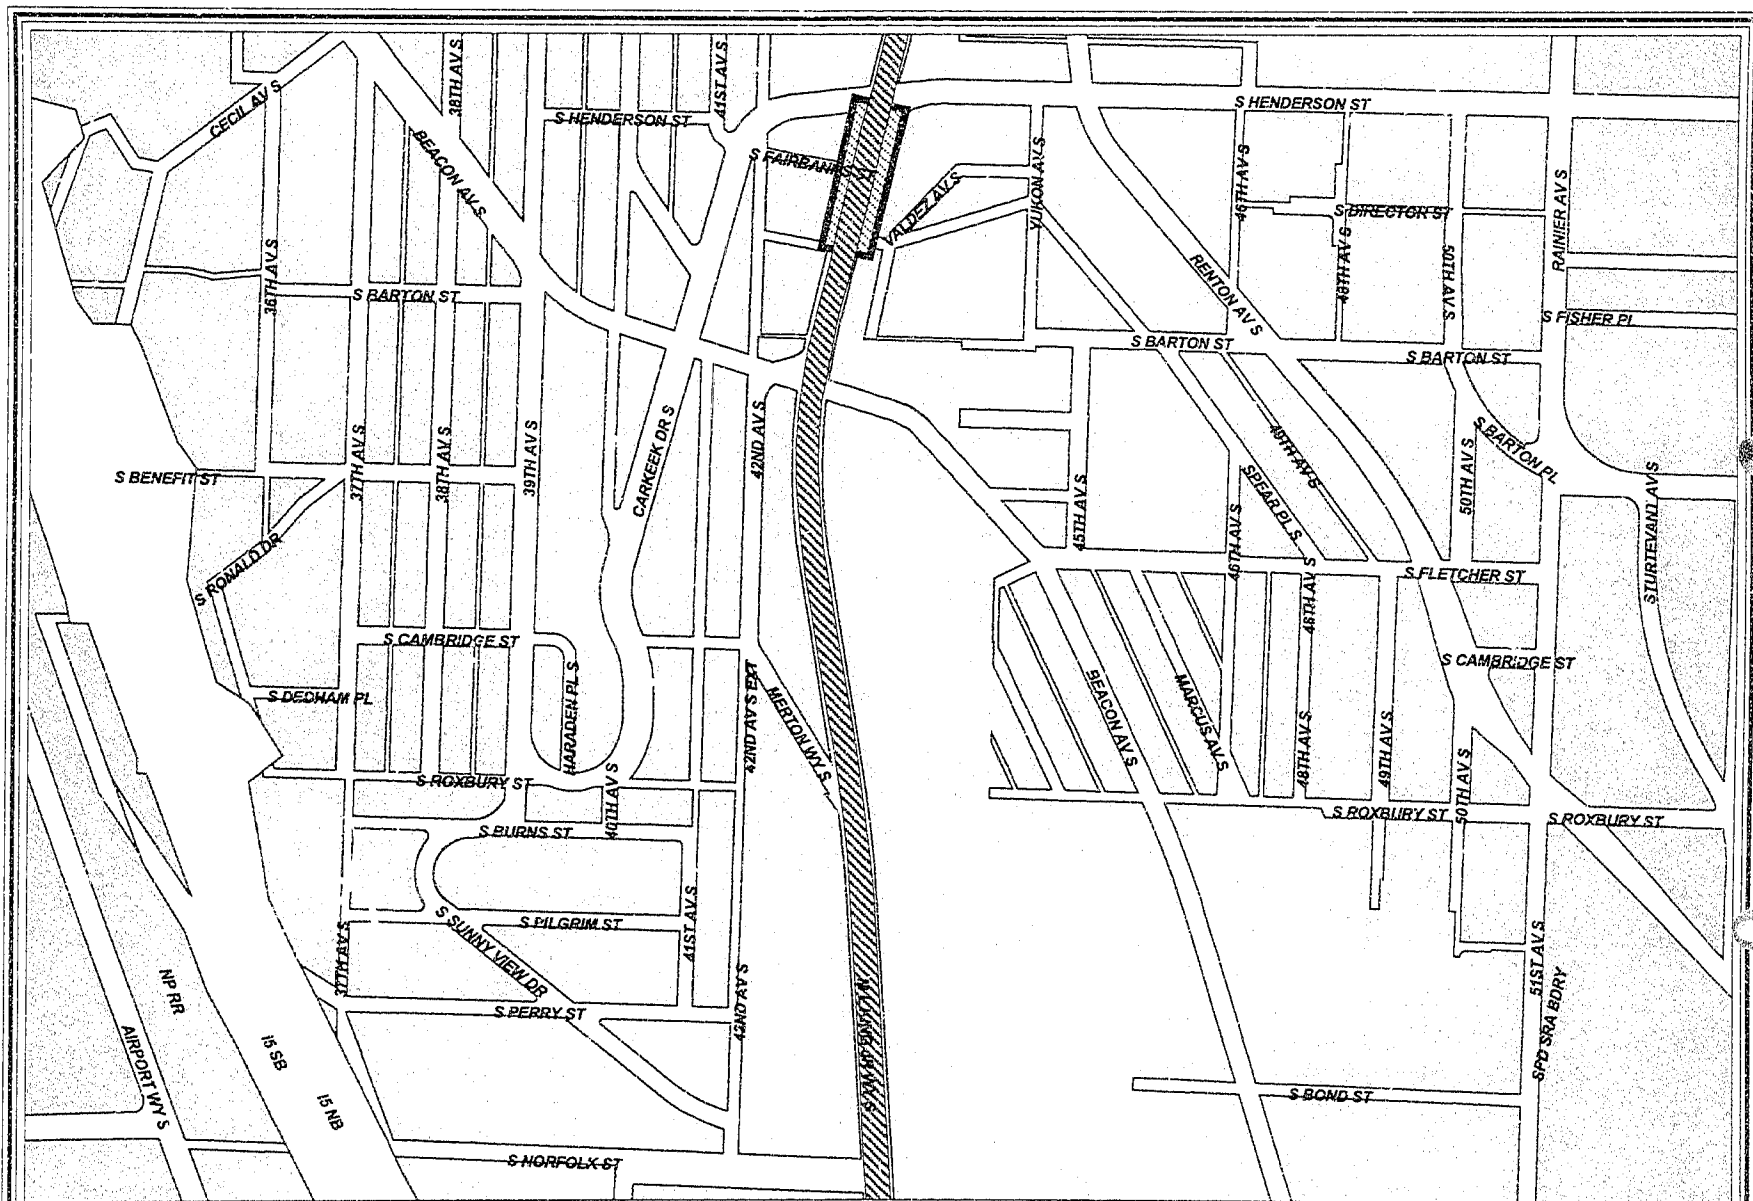 38TH AV S
41ST AV S
CECIL AV S
S HENDERSON ST
S HENDERSON ST
BEACON AV S
S FAIRBANKS
VALDEZ AV S
YUKON AV S
46TH AV S
S DIRECTOR ST
RAINIER AV S
36TH AV S
48TH AV S
50TH AV S
S BARTON ST
RENTON AV S
S FISHER PL
S BARTON ST
S BARTON ST
42ND AV S
CARKEEK DR S
37TH AV S
38TH AV S
39TH AV S
49TH AV S
50TH AV S
S BARTON PL
S BENEFIT ST
SPEAR PL S
45TH AV S
46TH AV S
STURTEVANT AV S
S RONALD DR
48TH AV S
S FLETCHER ST
S CAMBRIDGE ST
S CAMBRIDGE ST
S DEDHAM PL
HARADEN PL S
42ND AV S EXT
MERTON WY S
BEACON AV S
MARCUS AV S
48TH AV S
49TH AV S
50TH AV S
S ROXBURY ST
40TH AV S
S ROXBURY ST
S ROXBURY ST
S BURNS ST
41ST AV S
S PILGRIM ST
S SUNNY VIEW DR
37TH AV S
42ND AV S
51ST AV S
NP RR
SPD SRA BDRY
S PERRY ST
AIRPORT WY S
I5 SB
I5 NB
S BOND ST
S NORFOLK ST